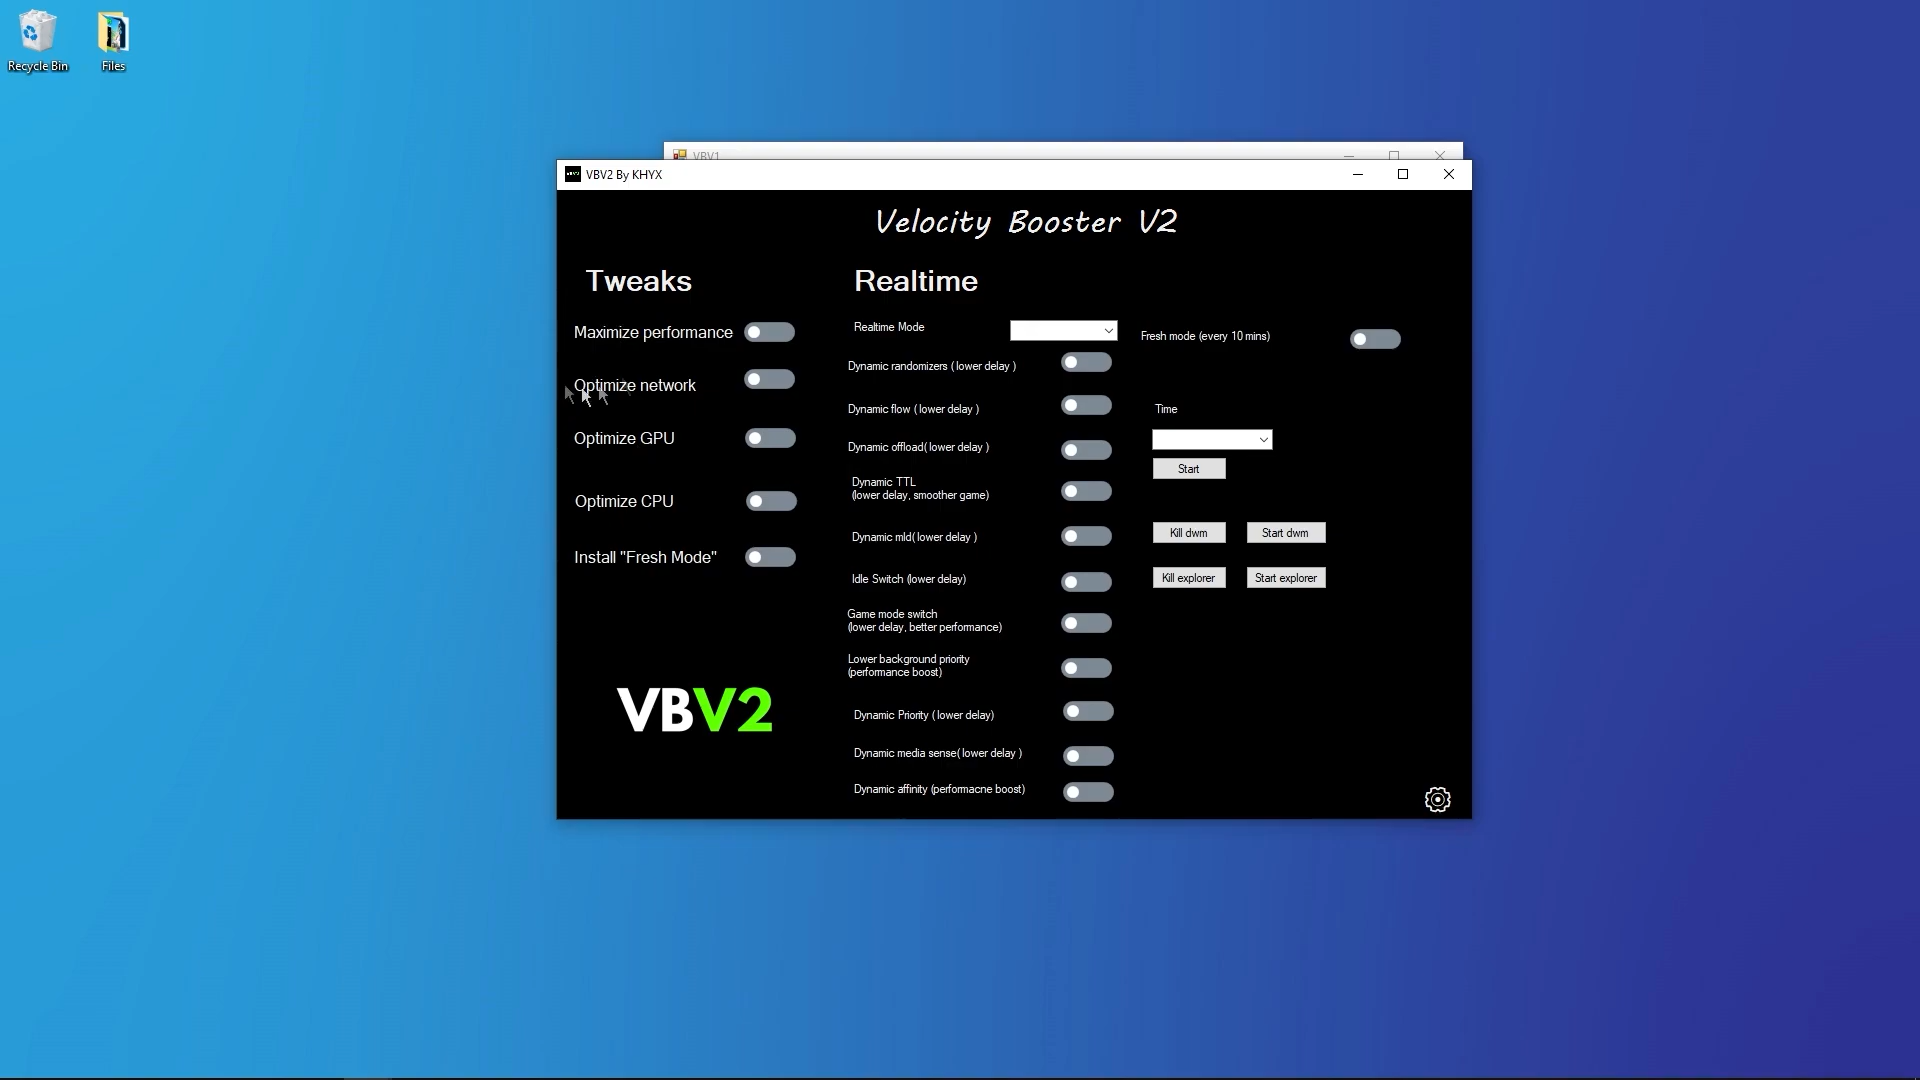 Recycle Bin
Files
VBV1
VBV2 By KHYX
Velocity Booster V2
Tweaks
Maximize performance
Optimize network
Optimize GPU
Optimize CPU
Install "Fresh Mode"
VBV2
Realtime
Realtime Mode
Dynamic randomizers ( lower delay )
Dynamic flow ( lower delay )
Dynamic offload( lower delay )
Dynamic TTL
(lower delay, smoother game)
Dynamic mld( lower delay )
Idle Switch (lower delay)
Game mode switch
(lower delay, better performance)
Lower background priority
(performance boost)
Dynamic Priority ( lower delay)
Dynamic media sense( lower delay )
Dynamic affinity (performacne boost)
Fresh mode (every 10 mins)
Time
Start
Kill dwm
Start dwm
Kill explorer
Start explorer